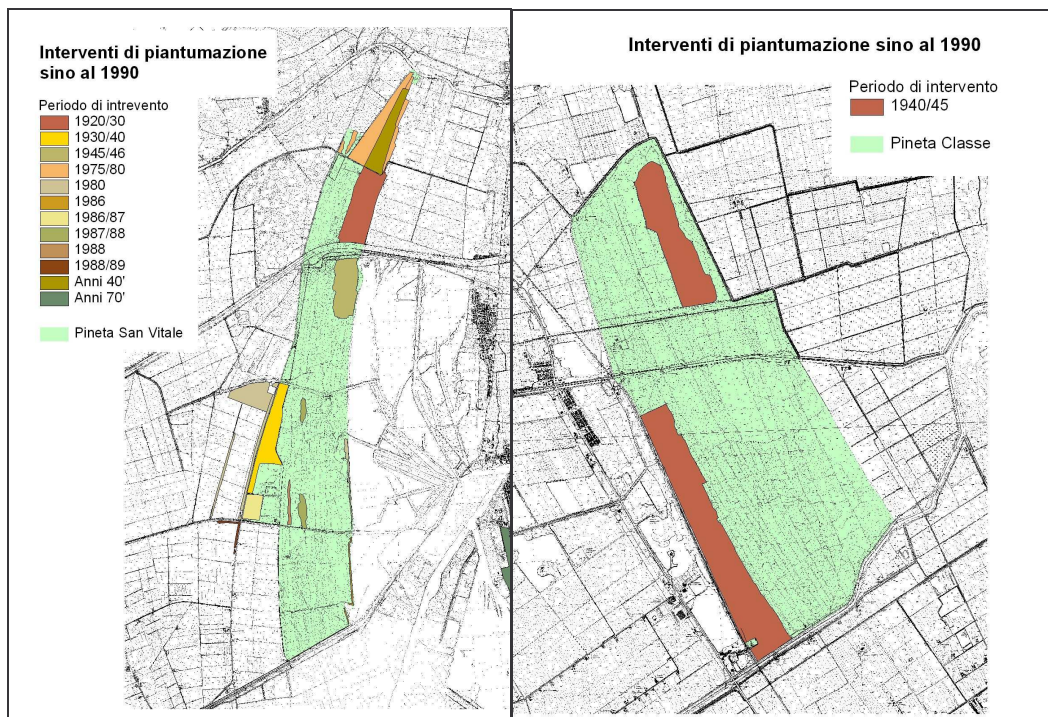 Interventi di piantumazione
sino al 1990
Periodo di intrevento
1920/30
1930/40
1945/46
1975/80
1980
1986
1986/87
1987/88
1988
1988/89
Anni 40'
Anni 70'
Pineta San Vitale
Interventi di piantumazione sino al 1990
Periodo di intervento
1940/45
Pineta Classe